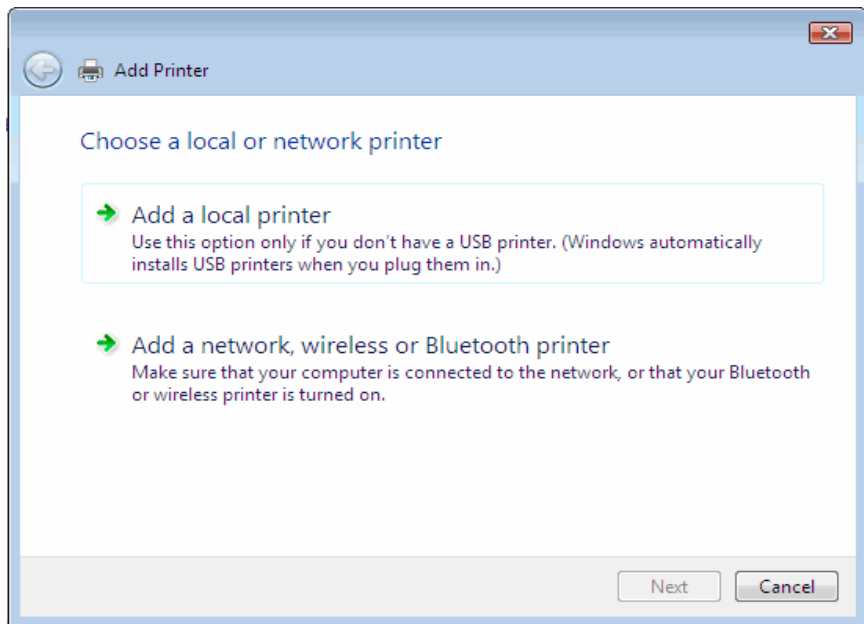 Add Printer
Choose a local or network printer
Add a local printer
Use this option only if you don't have a USB printer. (Windows automatically
installs USB printers when you plug them in.)
Add a network, wireless or Bluetooth printer
Make sure that your computer is connected to the network, or that your Bluetooth
or wireless printer is turned on.
Next
Cancel